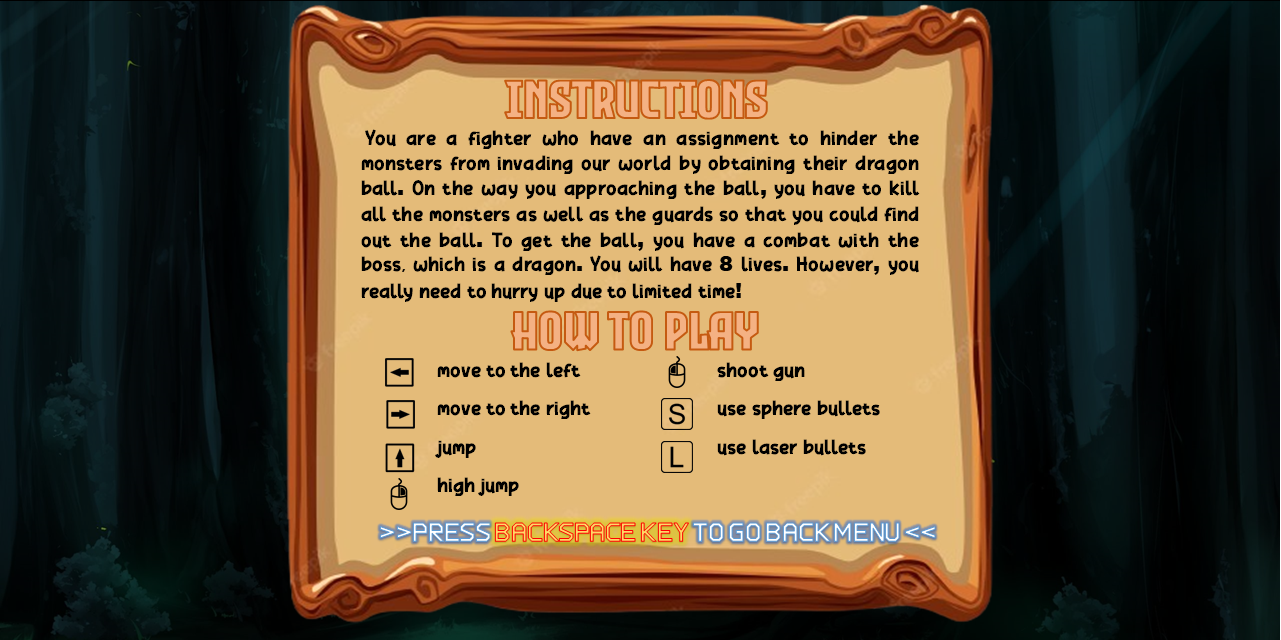 INSTRUCTIONS
You are a fighter who have an assignment to hinder the
monsters from invading our world by obtaining their dragon
ball. On the way you approaching the ball, you have to kill
all the monsters as well as the guards so that you could find
out the ball. To get the ball, you have a combat with the
boss, which is a dragon. You will have 8 lives. However, you
really need to hurry up due to limited time!
HOW TO PLAY
move to the left
shoot gun
move to the right
S use sphere bullets
jump
L use laser bullets
high jump
>>PRESS BACKSPACE KEY TO GO BACK MENU <<